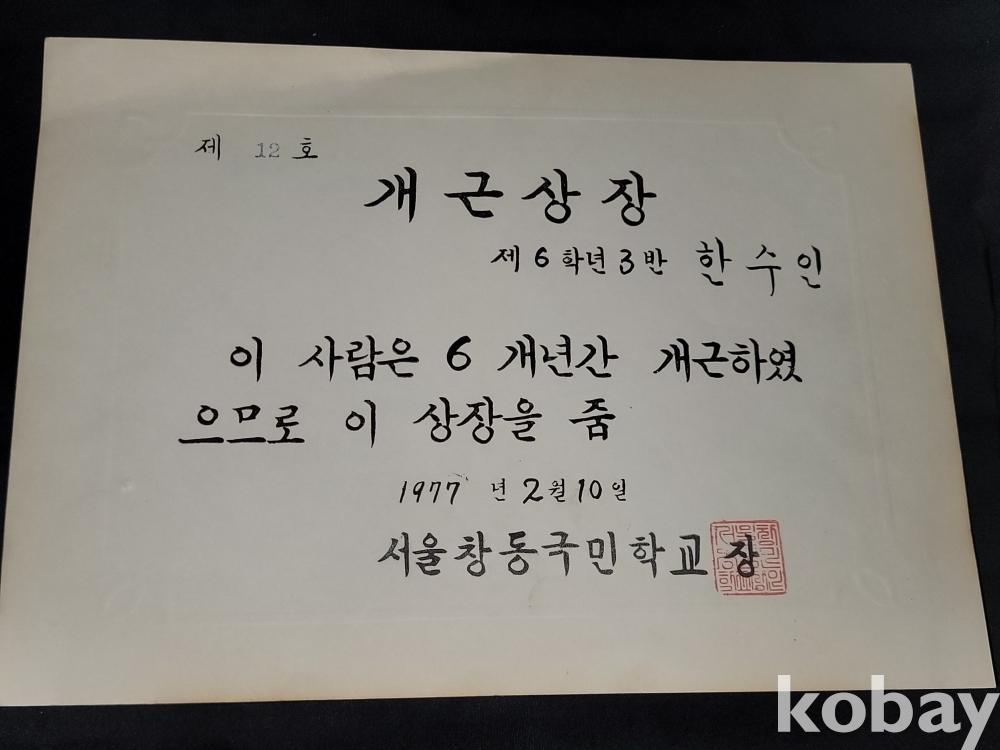 제 12 호
개근상장
제 6 학년 3 반 한수인
이 사람은 6 개년간 개근하였
으므로 이 상장을 줌
1977 년 2월 10일
서울창동국민학교장
kobay